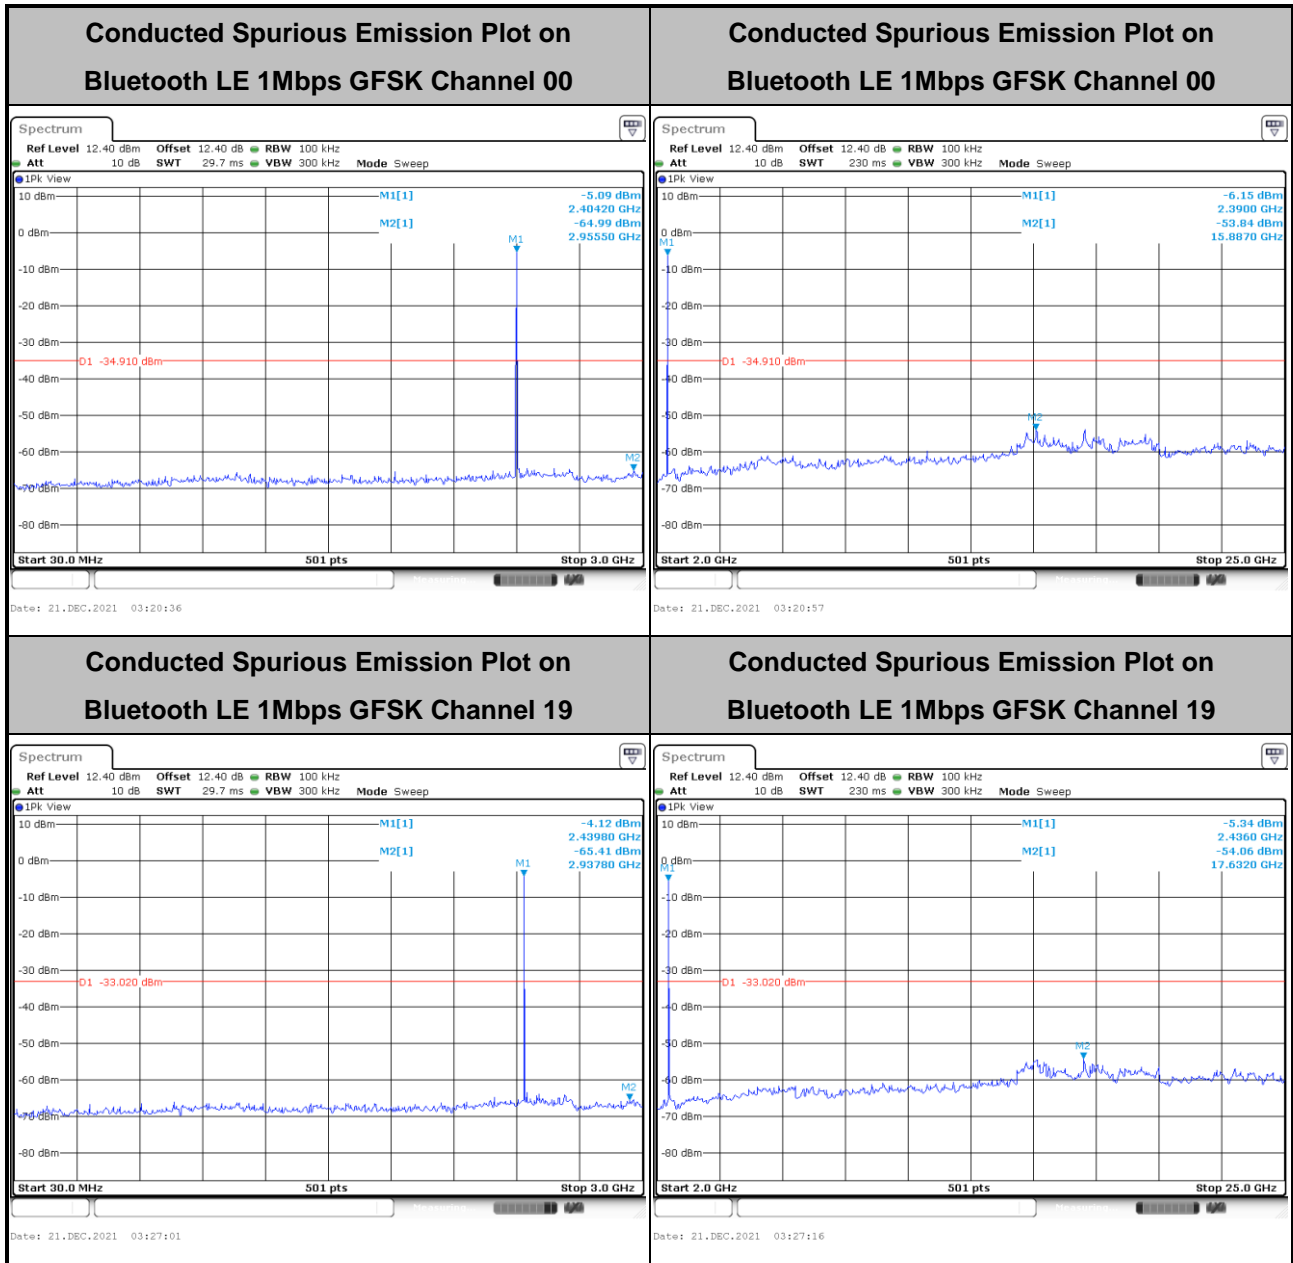 Conducted Spurious Emission Plot on
Bluetooth LE 1Mbps GFSK Channel 00
Spectrum
Ref Level 12.40 dBm Offset 12.40 dB RBW 100 kHz
Att 10 dB SWT 29.7 ms VBW 300 kHz Mode Sweep
1Pk View
10 dBm
M1[1] -5.09 dBm
2.40420 GHz
M2[1] -64.99 dBm
2.95550 GHz
0 dBm
M1
-10 dBm
-20 dBm
-30 dBm
D1 -34.910 dBm
-40 dBm
-50 dBm
-60 dBm
M2
-70 dBm
-80 dBm
Start 30.0 MHz 501 pts Stop 3.0 GHz
Measuring
Date: 21.DEC.2021 03:20:36
Conducted Spurious Emission Plot on
Bluetooth LE 1Mbps GFSK Channel 00
Spectrum
Ref Level 12.40 dBm Offset 12.40 dB RBW 100 kHz
Att 10 dB SWT 230 ms VBW 300 kHz Mode Sweep
1Pk View
10 dBm
M1[1] -6.15 dBm
2.3900 GHz
M2[1] -53.84 dBm
15.8870 GHz
0 dBm
M1
-10 dBm
-20 dBm
-30 dBm
D1 -34.910 dBm
-40 dBm
-50 dBm
M2
-60 dBm
-70 dBm
-80 dBm
Start 2.0 GHz 501 pts Stop 25.0 GHz
Measuring
Date: 21.DEC.2021 03:20:57
Conducted Spurious Emission Plot on
Bluetooth LE 1Mbps GFSK Channel 19
Spectrum
Ref Level 12.40 dBm Offset 12.40 dB RBW 100 kHz
Att 10 dB SWT 29.7 ms VBW 300 kHz Mode Sweep
1Pk View
10 dBm
M1[1] -4.12 dBm
2.43980 GHz
M2[1] -65.41 dBm
2.93780 GHz
0 dBm
M1
-10 dBm
-20 dBm
-30 dBm
D1 -33.020 dBm
-40 dBm
-50 dBm
-60 dBm
M2
-70 dBm
-80 dBm
Start 30.0 MHz 501 pts Stop 3.0 GHz
Measuring
Date: 21.DEC.2021 03:27:01
Conducted Spurious Emission Plot on
Bluetooth LE 1Mbps GFSK Channel 19
Spectrum
Ref Level 12.40 dBm Offset 12.40 dB RBW 100 kHz
Att 10 dB SWT 230 ms VBW 300 kHz Mode Sweep
1Pk View
10 dBm
M1[1] -5.34 dBm
2.4360 GHz
M2[1] -54.06 dBm
17.6320 GHz
0 dBm
M1
-10 dBm
-20 dBm
-30 dBm
D1 -33.020 dBm
-40 dBm
-50 dBm
M2
-60 dBm
-70 dBm
-80 dBm
Start 2.0 GHz 501 pts Stop 25.0 GHz
Measuring
Date: 21.DEC.2021 03:27:16